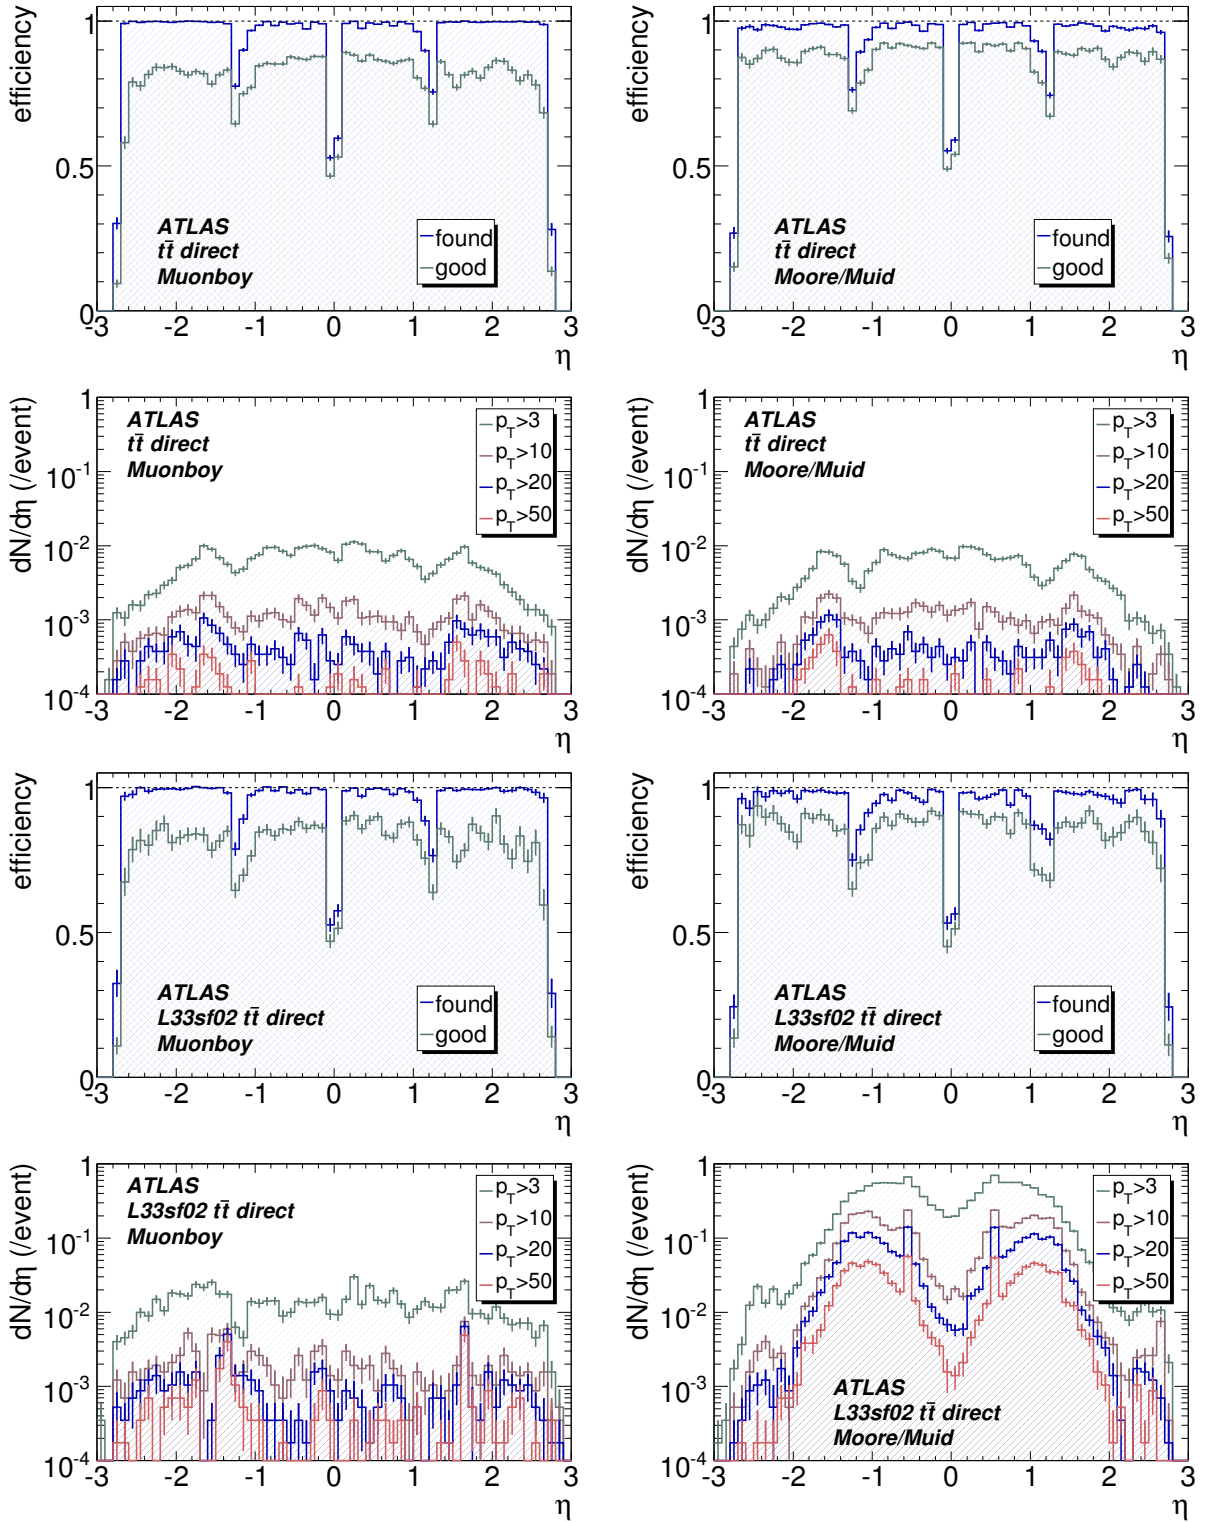 efficiency
1
0.5
0
ATLAS
tt̄ direct
Muonboy
found
good
-3 -2 -1 0 1 2 3
η
efficiency
1
0.5
0
ATLAS
tt̄ direct
Moore/Muid
found
good
-3 -2 -1 0 1 2 3
η
dN/dη (/event)
1
10⁻¹
10⁻²
10⁻³
10⁻⁴
ATLAS
tt̄ direct
Muonboy
p_T>3
p_T>10
p_T>20
p_T>50
-3 -2 -1 0 1 2 3
η
dN/dη (/event)
1
10⁻¹
10⁻²
10⁻³
10⁻⁴
ATLAS
tt̄ direct
Moore/Muid
p_T>3
p_T>10
p_T>20
p_T>50
-3 -2 -1 0 1 2 3
η
efficiency
1
0.5
0
ATLAS
L33sf02 tt̄ direct
Muonboy
found
good
-3 -2 -1 0 1 2 3
η
efficiency
1
0.5
0
ATLAS
L33sf02 tt̄ direct
Moore/Muid
found
good
-3 -2 -1 0 1 2 3
η
dN/dη (/event)
1
10⁻¹
10⁻²
10⁻³
10⁻⁴
ATLAS
L33sf02 tt̄ direct
Muonboy
p_T>3
p_T>10
p_T>20
p_T>50
-3 -2 -1 0 1 2 3
η
dN/dη (/event)
1
10⁻¹
10⁻²
10⁻³
10⁻⁴
p_T>3
p_T>10
p_T>20
p_T>50
ATLAS
L33sf02 tt̄ direct
Moore/Muid
-3 -2 -1 0 1 2 3
η